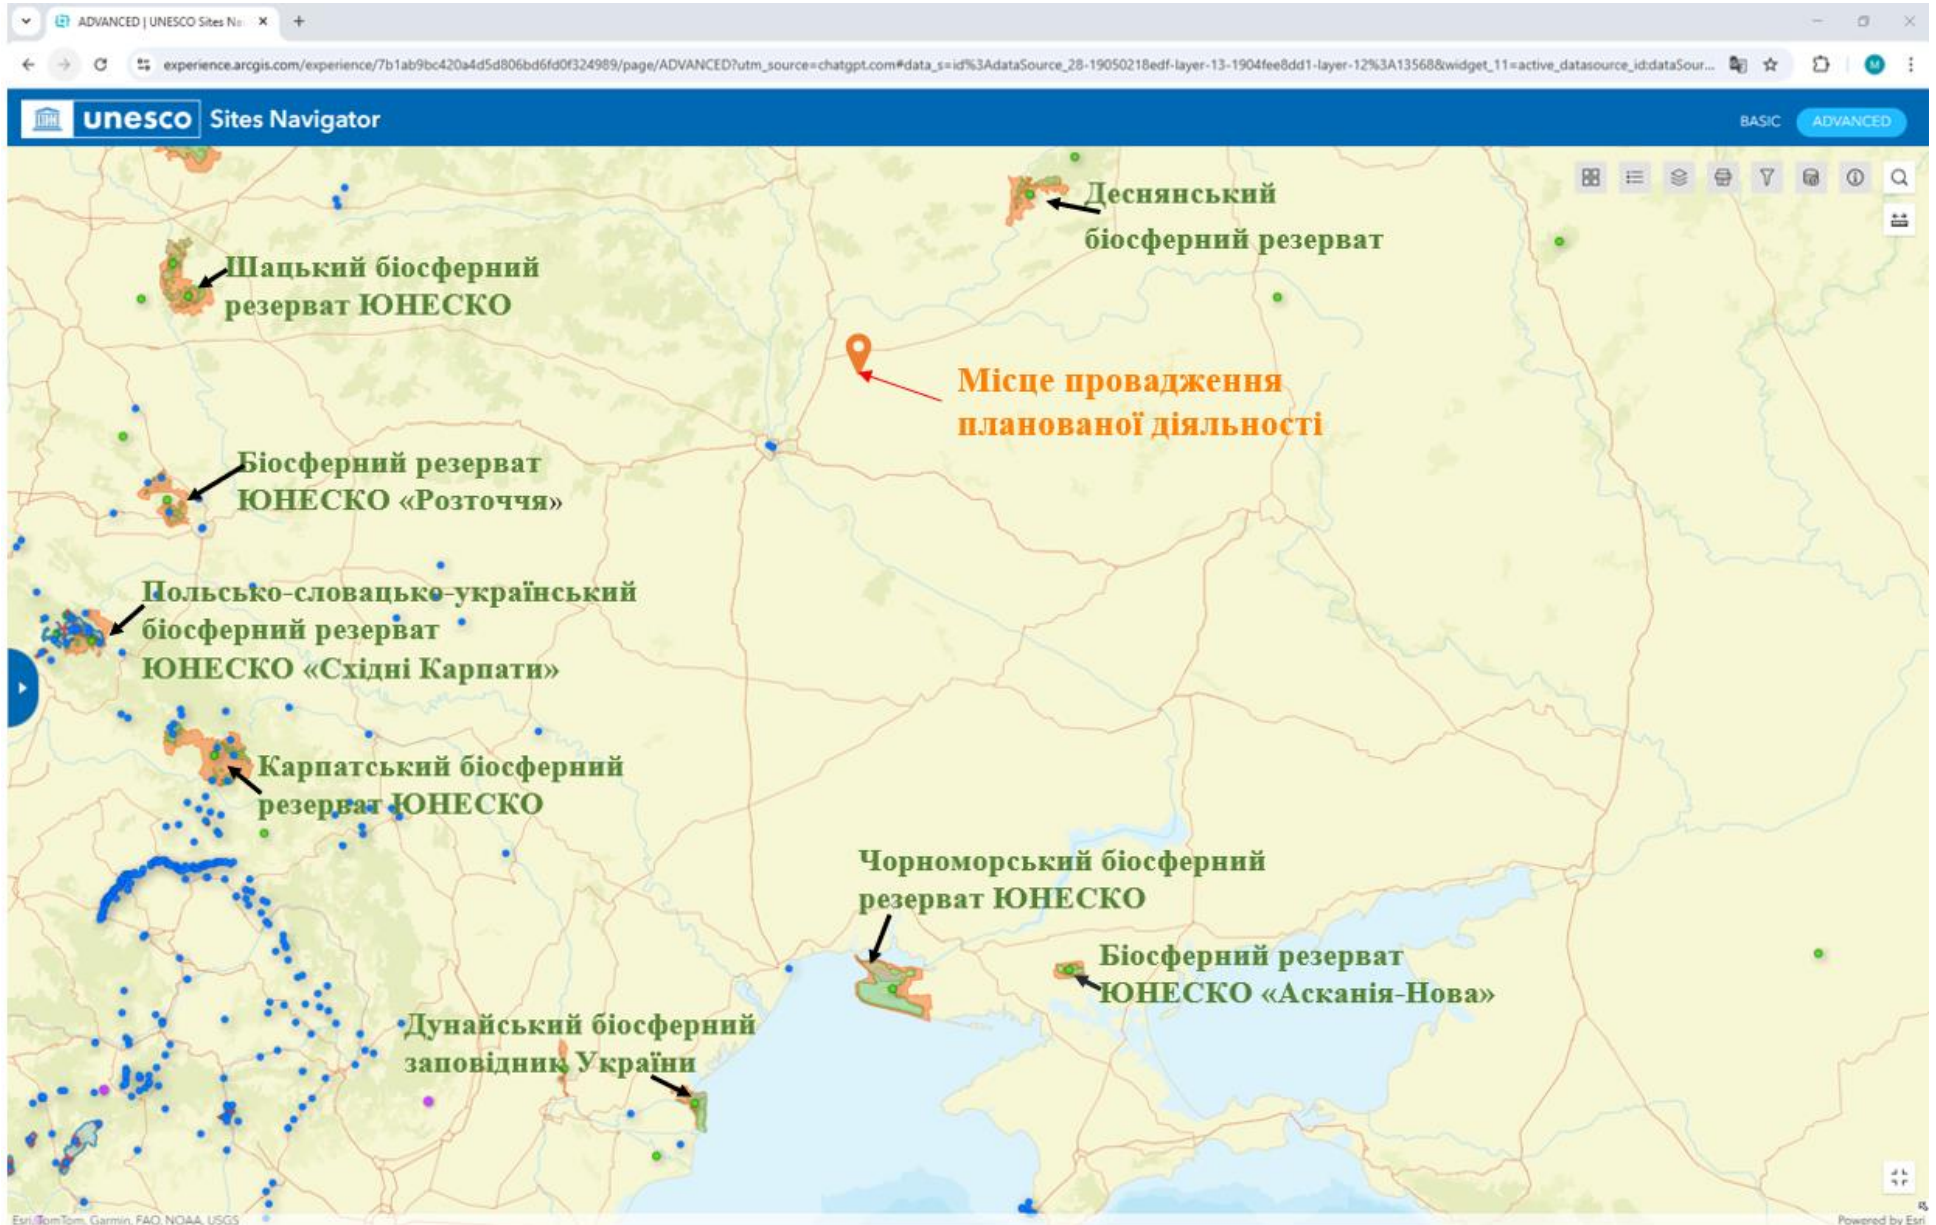 ADVANCED | UNESCO Sites Na
experience.arcgis.com/experience/7b1ab9bc420a4d5d806bd6fd0f324989/page/ADVANCED?utm_source=chatgpt.com#data_s=id%3AdataSource_28-19050218edf-layer-13-1904fee8dd1-layer-12%3A13568&widget_11=active_datasource_id:dataSour...
M
unesco Sites Navigator
BASIC ADVANCED
Деснянський
біосферний резерват
Шацький біосферний
резерват ЮНЕСКО
Місце провадження
планованої діяльності
Біосферний резерват
ЮНЕСКО «Розточчя»
Польсько-словацько-український
біосферний резерват
ЮНЕСКО «Східні Карпати»
Карпатський біосферний
резерват ЮНЕСКО
Чорноморський біосферний
резерват ЮНЕСКО
Біосферний резерват
ЮНЕСКО «Асканія-Нова»
Дунайський біосферний
заповідник України
Esri, TomTom, Garmin, FAO, NOAA, USGS
Powered by Esri